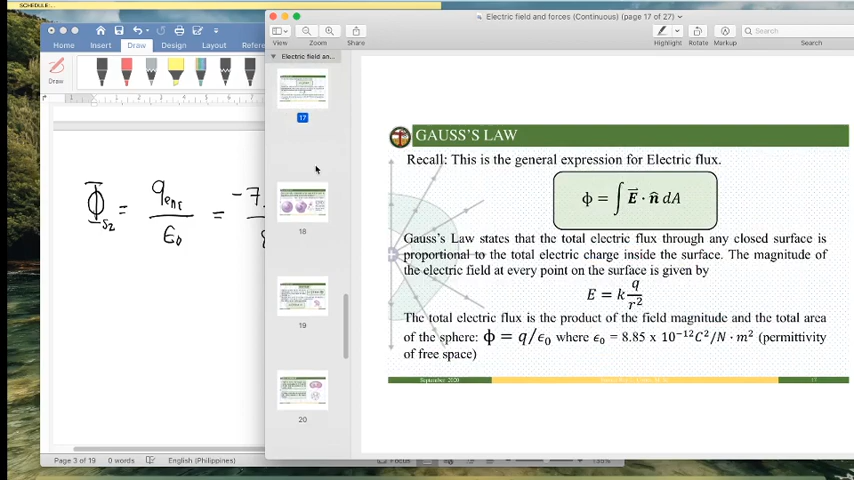 SCHEDULE:
Home Insert Draw Design Layout Refere
Draw
Φs₂ = qenc / ε₀ = -7.
Page 3 of 19 0 words English (Philippines) Focus
Electric field and forces (Continuous) (page 17 of 27)
View Zoom Share Highlight Rotate Markup Search
Search
Electric field an...
17
18
19
20
GAUSS'S LAW
Recall: This is the general expression for Electric flux.
ϕ = ∫ E⃗ · n̂ dA
Gauss's Law states that the total electric flux through any closed surface is
proportional to the total electric charge inside the surface. The magnitude of
the electric field at every point on the surface is given by
E = k q/r²
The total electric flux is the product of the field magnitude and the total area
of the sphere: ϕ = q/ϵ₀ where ϵ₀ = 8.85 x 10⁻¹²C²/N · m² (permittivity
of free space)
September 2020
17